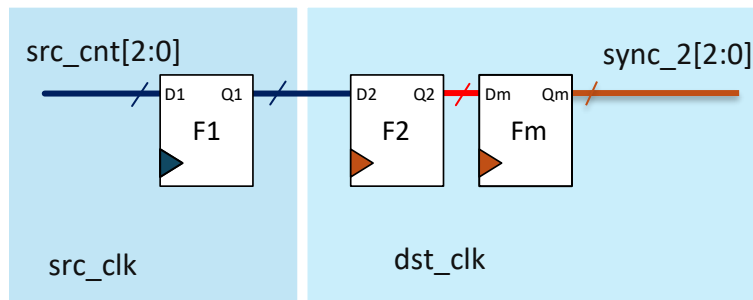 src_cnt[2:0]
sync_2[2:0]
D1 Q1
D2 Q2
Dm Qm
F1
F2
Fm
src_clk
dst_clk